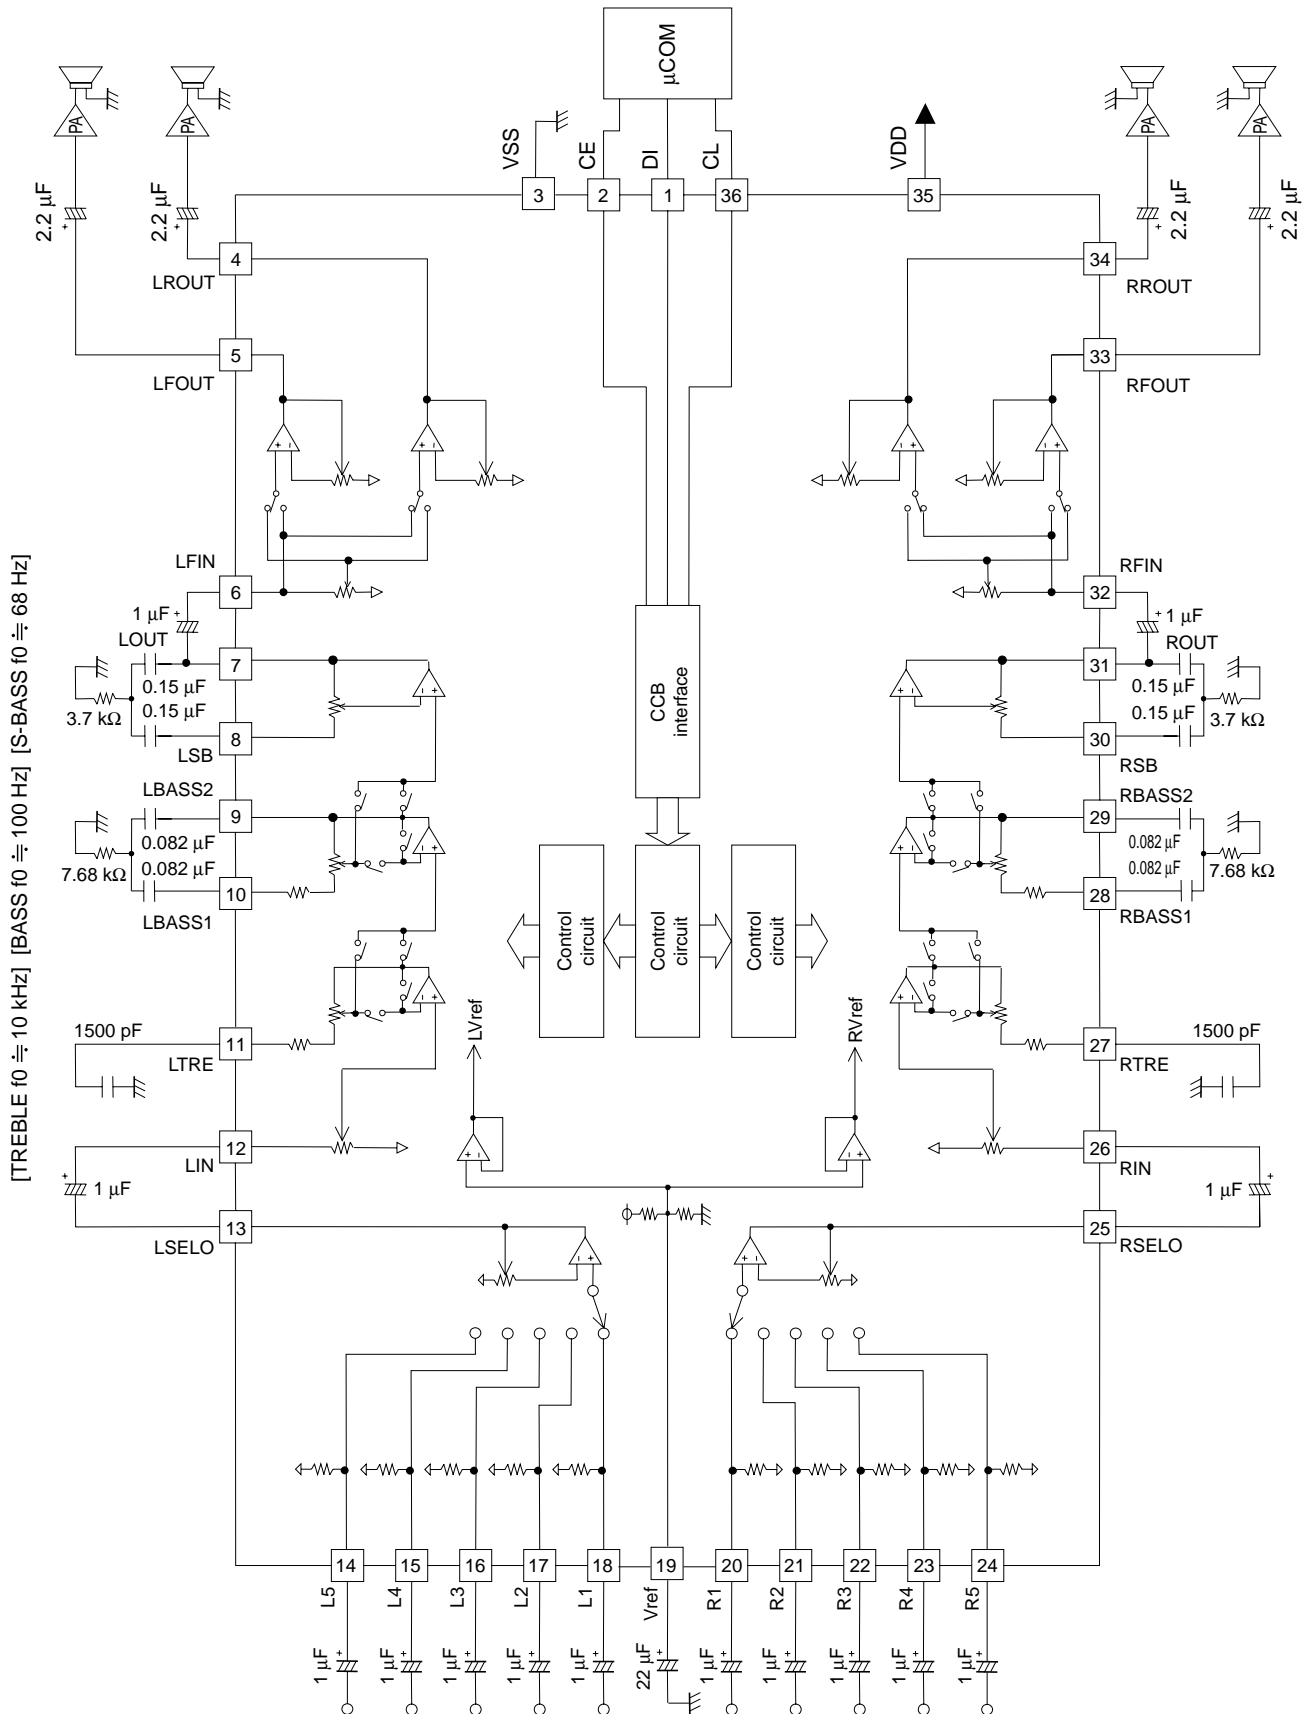 μCOM
VSS
CE
DI
CL
VDD
PA
PA
PA
PA
2.2 μF
2.2 μF
2.2 μF
2.2 μF
3
2
1
36
35
4
LROUT
34
RROUT
5
LFOUT
33
RFOUT
LFIN
6
1 μF
LOUT
7
0.15 μF
0.15 μF
3.7 kΩ
8
LSB
LBASS2
9
0.082 μF
0.082 μF
7.68 kΩ
10
LBASS1
1500 pF
11
LTRE
12
LIN
1 μF
13
LSELO
RFIN
32
1 μF
ROUT
31
0.15 μF
0.15 μF
3.7 kΩ
30
RSB
RBASS2
29
0.082 μF
0.082 μF
7.68 kΩ
28
RBASS1
1500 pF
27
RTRE
26
RIN
1 μF
25
RSELO
CCB
interface
Control
circuit
Control
circuit
Control
circuit
LVref
RVref
[TREBLE f0 ≒ 10 kHz] [BASS f0 ≒ 100 Hz] [S-BASS f0 ≒ 68 Hz]
14
15
16
17
18
19
20
21
22
23
24
L5
L4
L3
L2
L1
Vref
R1
R2
R3
R4
R5
1 μF
1 μF
1 μF
1 μF
1 μF
22 μF
1 μF
1 μF
1 μF
1 μF
1 μF